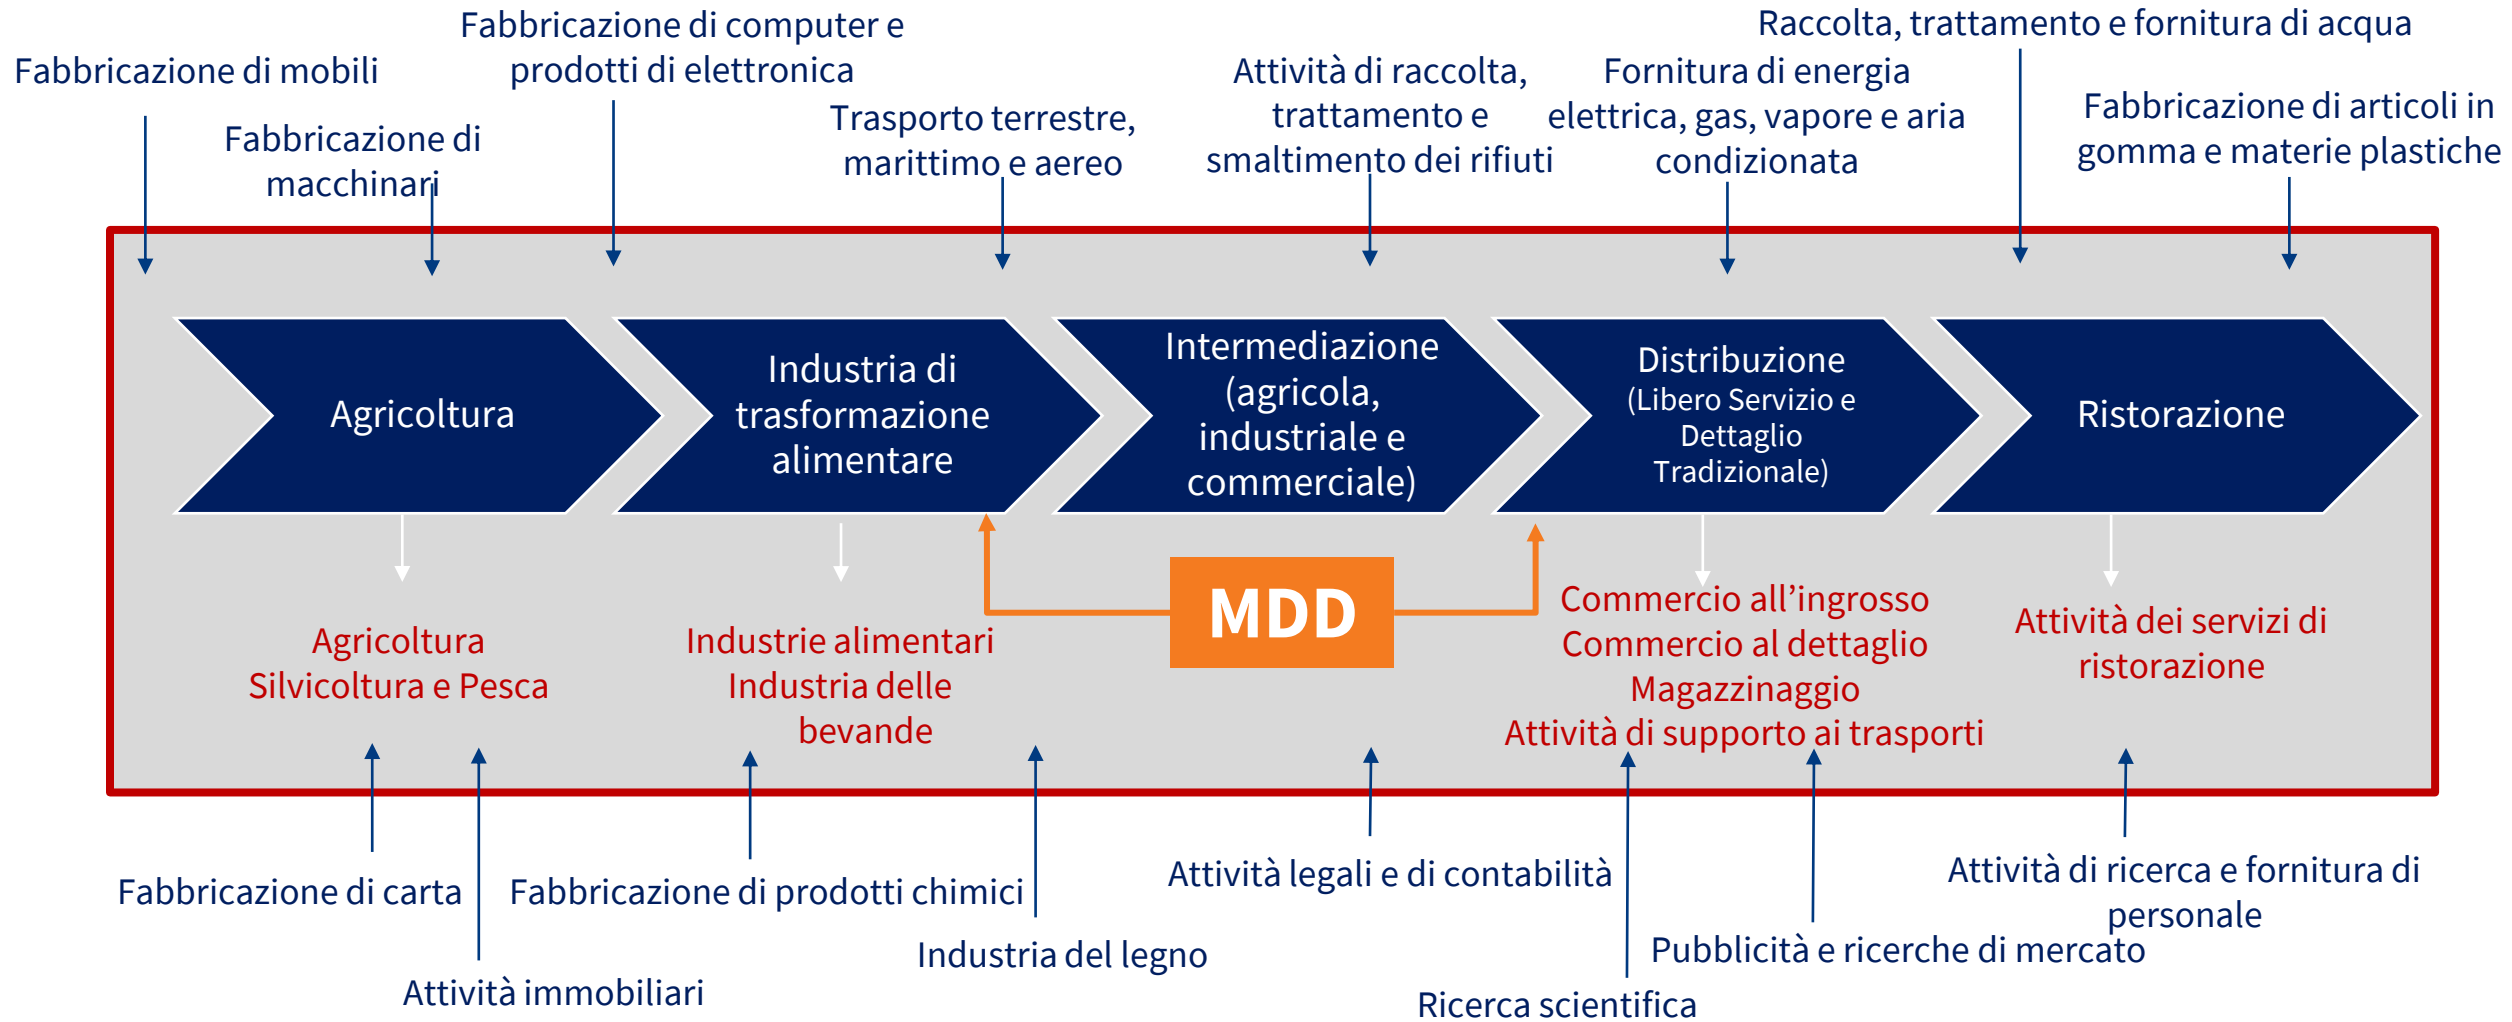 Fabbricazione di mobili
Fabbricazione di
macchinari
Fabbricazione di computer e
prodotti di elettronica
Trasporto terrestre,
marittimo e aereo
Attività di raccolta,
trattamento e
smaltimento dei rifiuti
Fornitura di energia
elettrica, gas, vapore e aria
condizionata
Raccolta, trattamento e fornitura di acqua
Fabbricazione di articoli in
gomma e materie plastiche
Agricoltura
Industria di
trasformazione
alimentare
Intermediazione
(agricola,
industriale e
commerciale)
Distribuzione
(Libero Servizio e
Dettaglio
Tradizionale)
Ristorazione
MDD
Agricoltura
Silvicoltura e Pesca
Industrie alimentari
Industria delle
bevande
Commercio all’ingrosso
Commercio al dettaglio
Magazzinaggio
Attività di supporto ai trasporti
Attività dei servizi di
ristorazione
Fabbricazione di carta
Attività immobiliari
Fabbricazione di prodotti chimici
Industria del legno
Attività legali e di contabilità
Ricerca scientifica
Pubblicità e ricerche di mercato
Attività di ricerca e fornitura di
personale